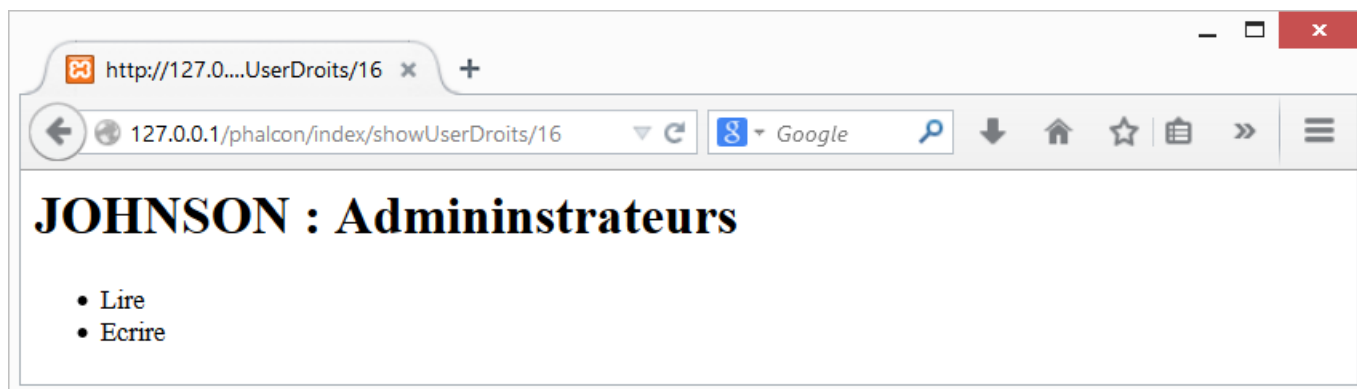 http://127.0....UserDroits/16
127.0.0.1/phalcon/index/showUserDroits/16
Google
JOHNSON : Admininstrateurs
Lire
Ecrire